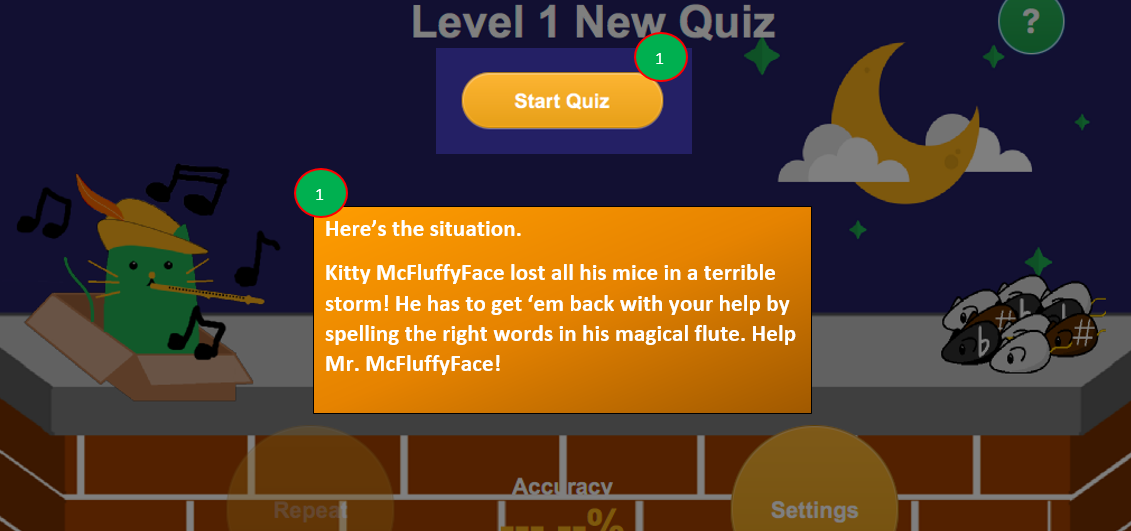 Level 1 New Quiz
?
1
Start Quiz
1
Here’s the situation.
Kitty McFluffyFace lost all his mice in a terrible
storm! He has to get ‘em back with your help by
spelling the right words in his magical flute. Help
Mr. McFluffyFace!
♭ # ♭ ♭ #
Accuracy
---.--%
Repeat
Settings